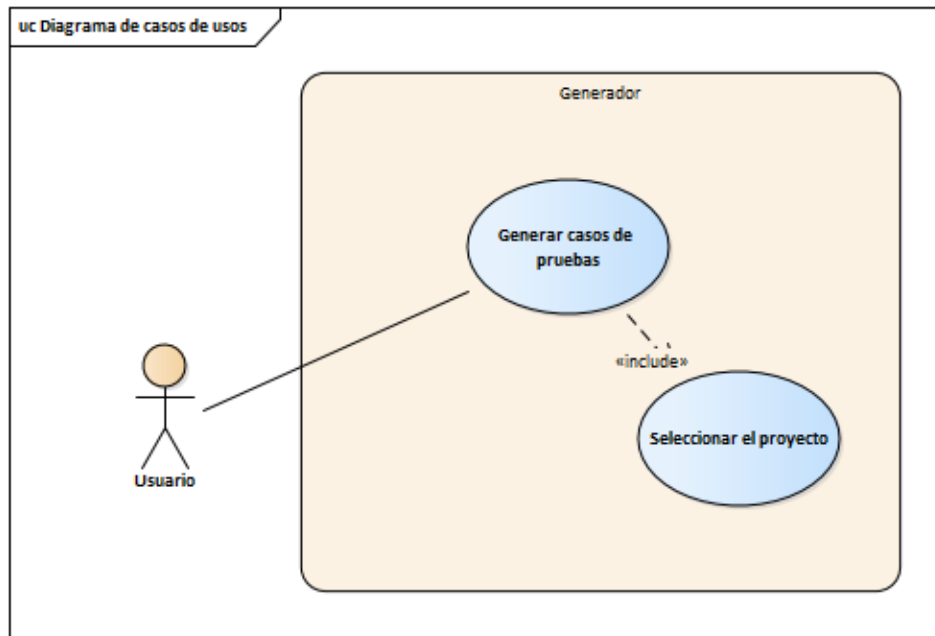 uc Diagrama de casos de usos
Generador
Generar casos de
pruebas
«include»
Seleccionar el proyecto
Usuario